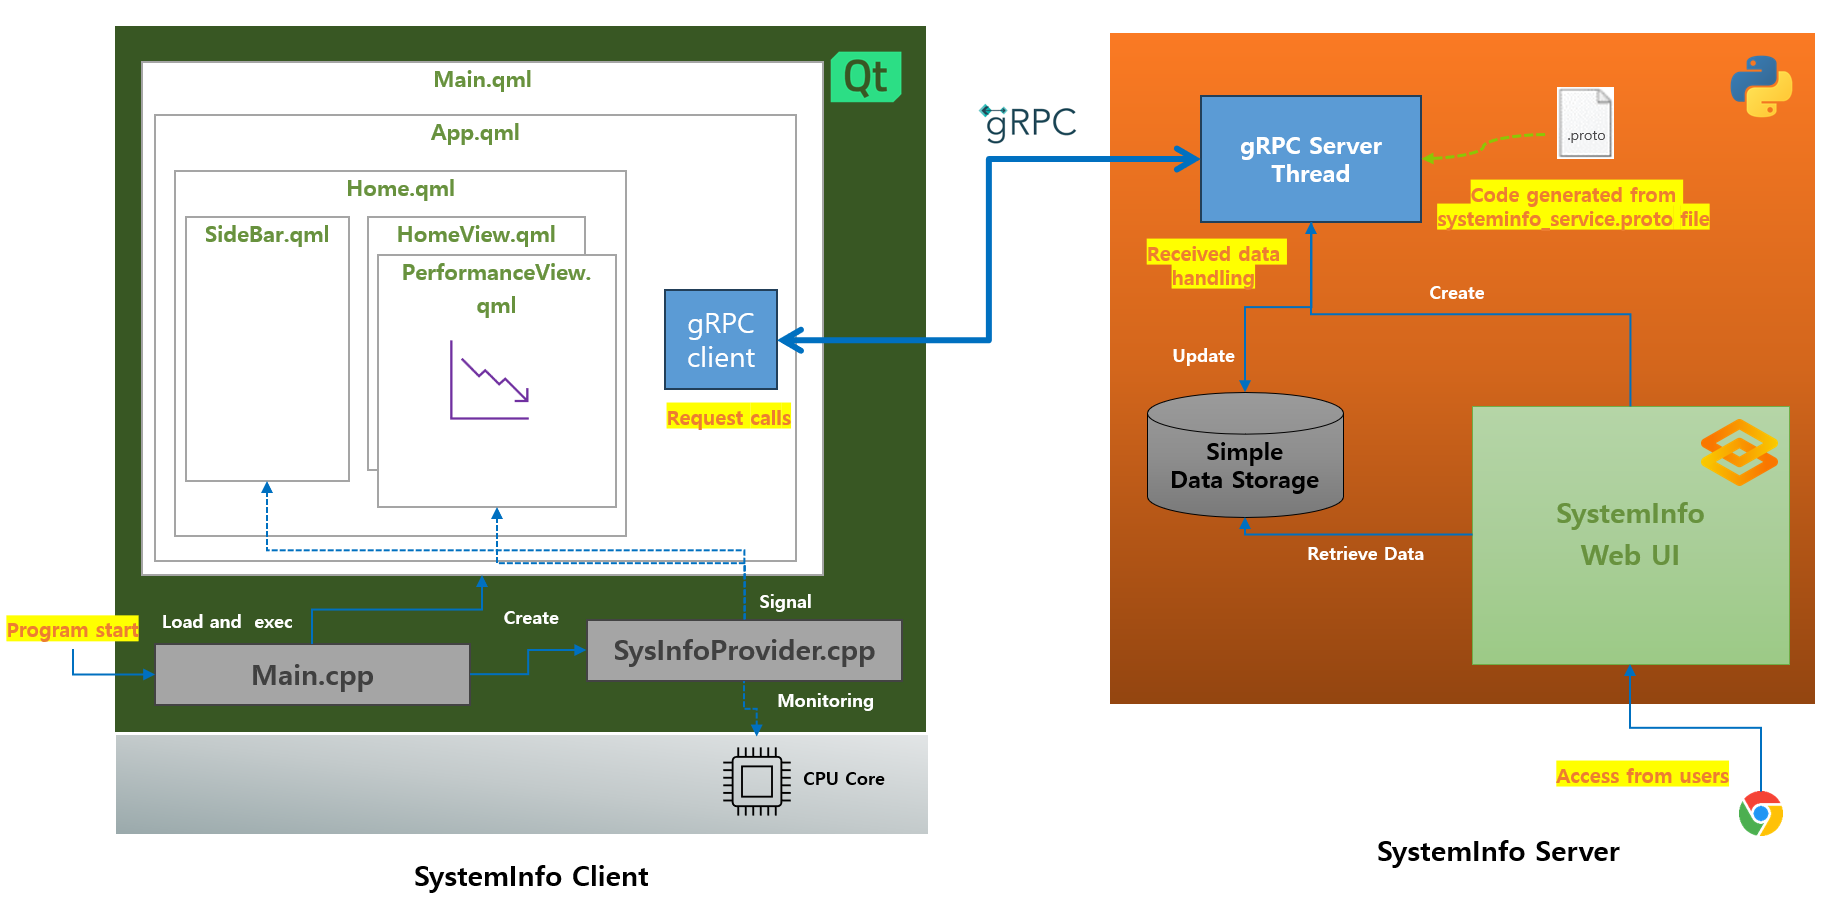 Main.qml
Qt
App.qml
Home.qml
SideBar.qml
HomeView.qml
PerformanceView.
qml
gRPC
client
Request calls
Signal
Load and exec
Create
Program start
Main.cpp
SysInfoProvider.cpp
Monitoring
CPU Core
SystemInfo Client
gRPC
gRPC Server
Thread
.proto
Code generated from
systeminfo_service.proto file
Received data
handling
Create
Update
Simple
Data Storage
SystemInfo
Web UI
Retrieve Data
Access from users
SystemInfo Server